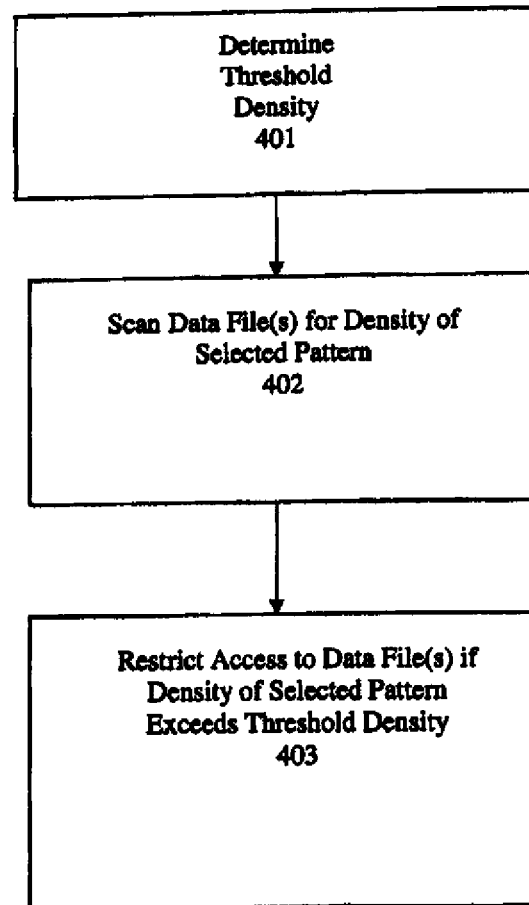 Determine
Threshold
Density
401
Scan Data File(s) for Density of
Selected Pattern
402
Restrict Access to Data File(s) if
Density of Selected Pattern
Exceeds Threshold Density
403